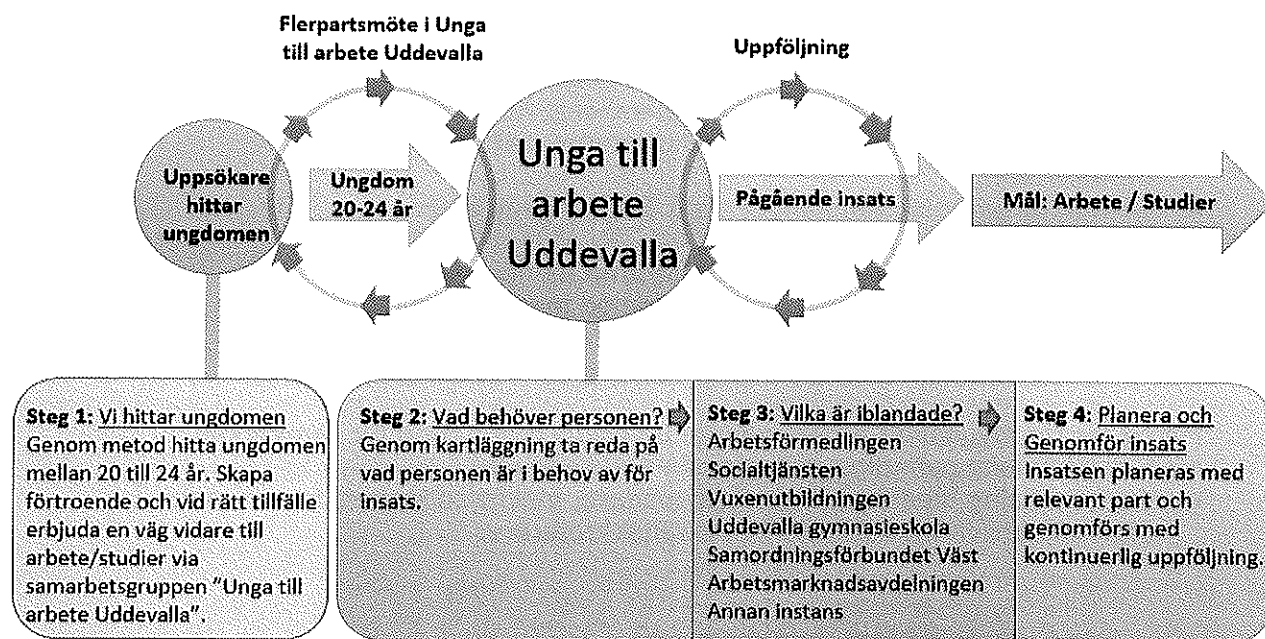 Flerpartsmöte i Unga
till arbete Uddevalla
Uppföljning
Uppsökare
hittar
ungdomen
Ungdom
20-24 år
Unga till
arbete
Uddevalla
Pågående insats
Mål: Arbete / Studier
Steg 1: Vi hittar ungdomen
Genom metod hitta ungdomen
mellan 20 till 24 år. Skapa
förtroende och vid rätt tillfälle
erbjuda en väg vidare till
arbete/studier via
samarbetsgruppen "Unga till
arbete Uddevalla".
Steg 2: Vad behöver personen?
Genom kartläggning ta reda på
vad personen är i behov av för
insats.
Steg 3: Vilka är iblandade?
Arbetsförmedlingen
Socialtjänsten
Vuxenutbildningen
Uddevalla gymnasieskola
Samordningsförbundet Väst
Arbetsmarknadsavdelningen
Annan instans
Steg 4: Planera och
Genomför insats
Insatsen planeras med
relevant part och
genomförs med
kontinuerlig uppföljning.